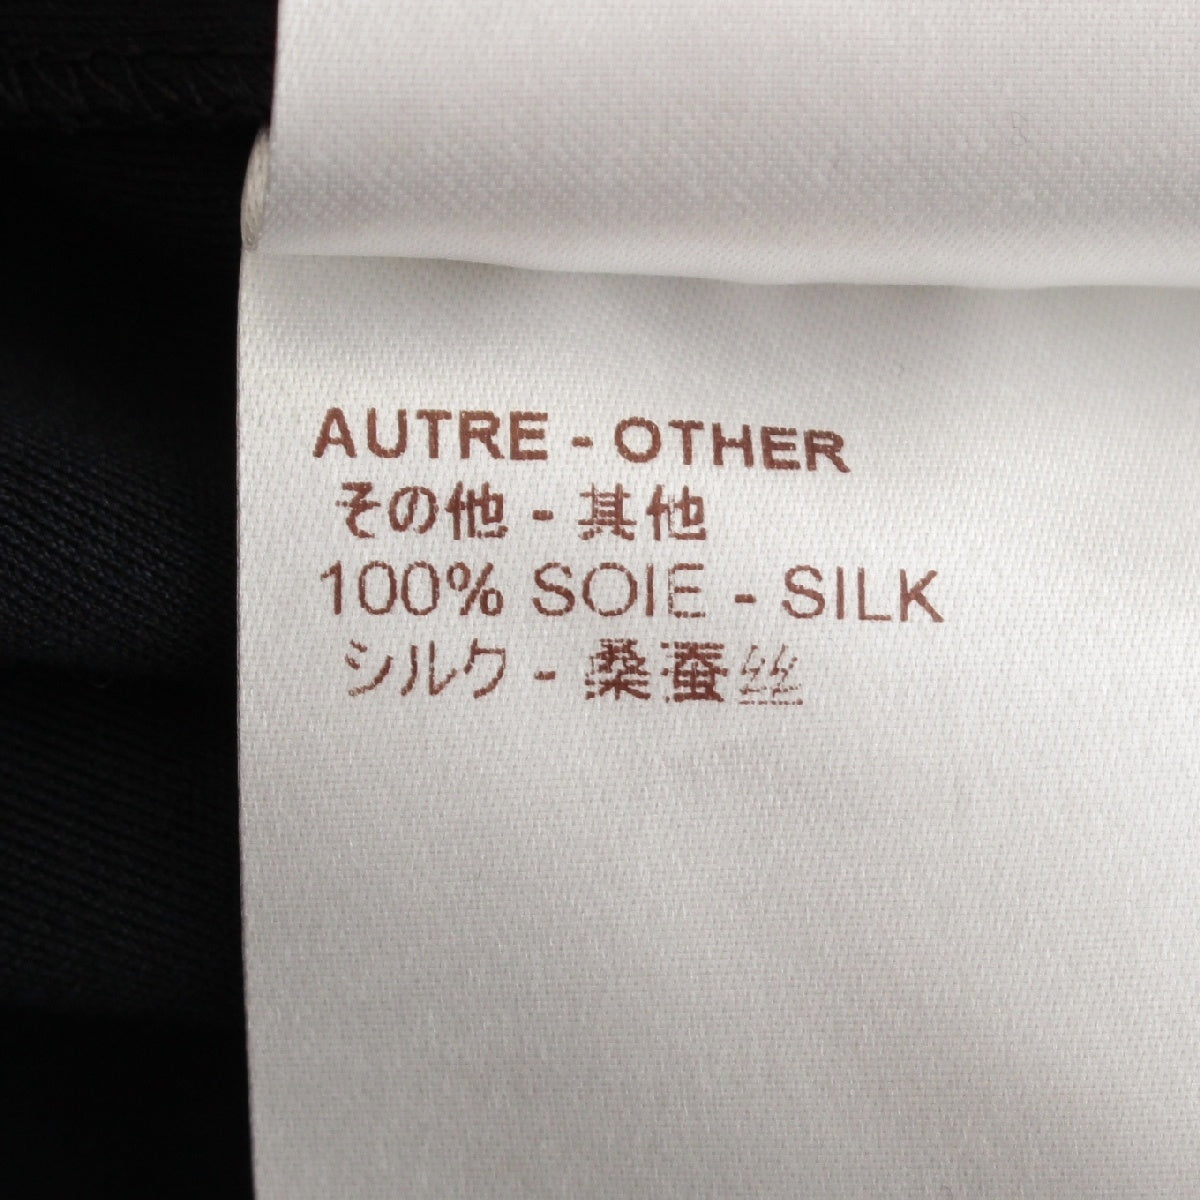 AUTRE - OTHER
その他 - 其他
100% SOIE - SILK
シルク - 桑蚕丝